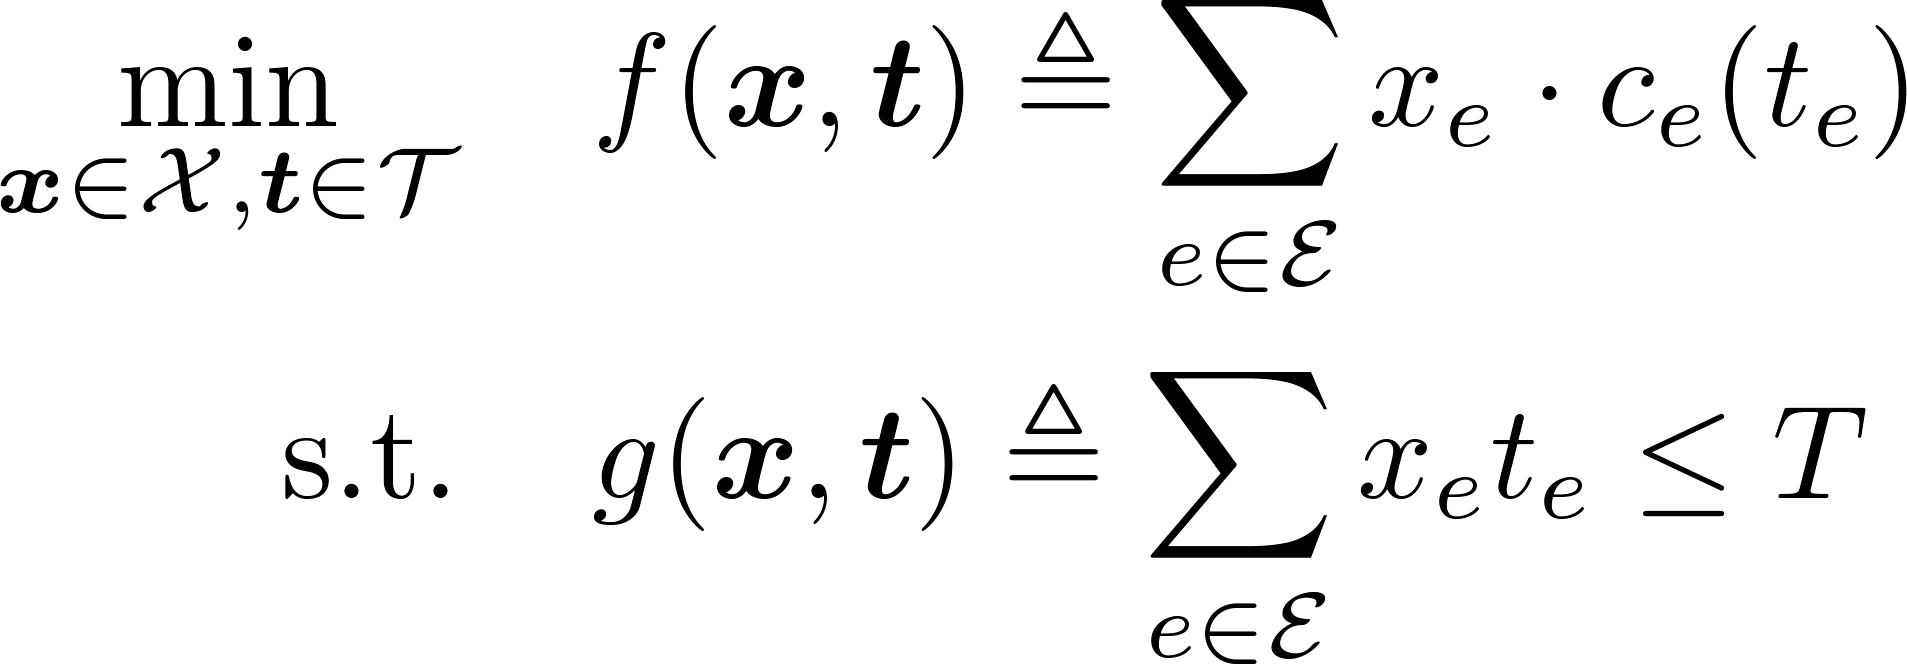 min f(𝒙, 𝒕) ≜ ∑ xₑ · cₑ(tₑ)
𝒙∈𝒳,𝒕∈𝒯 e∈ℰ
s.t. g(𝒙, 𝒕) ≜ ∑ xₑtₑ ≤ T
e∈ℰ